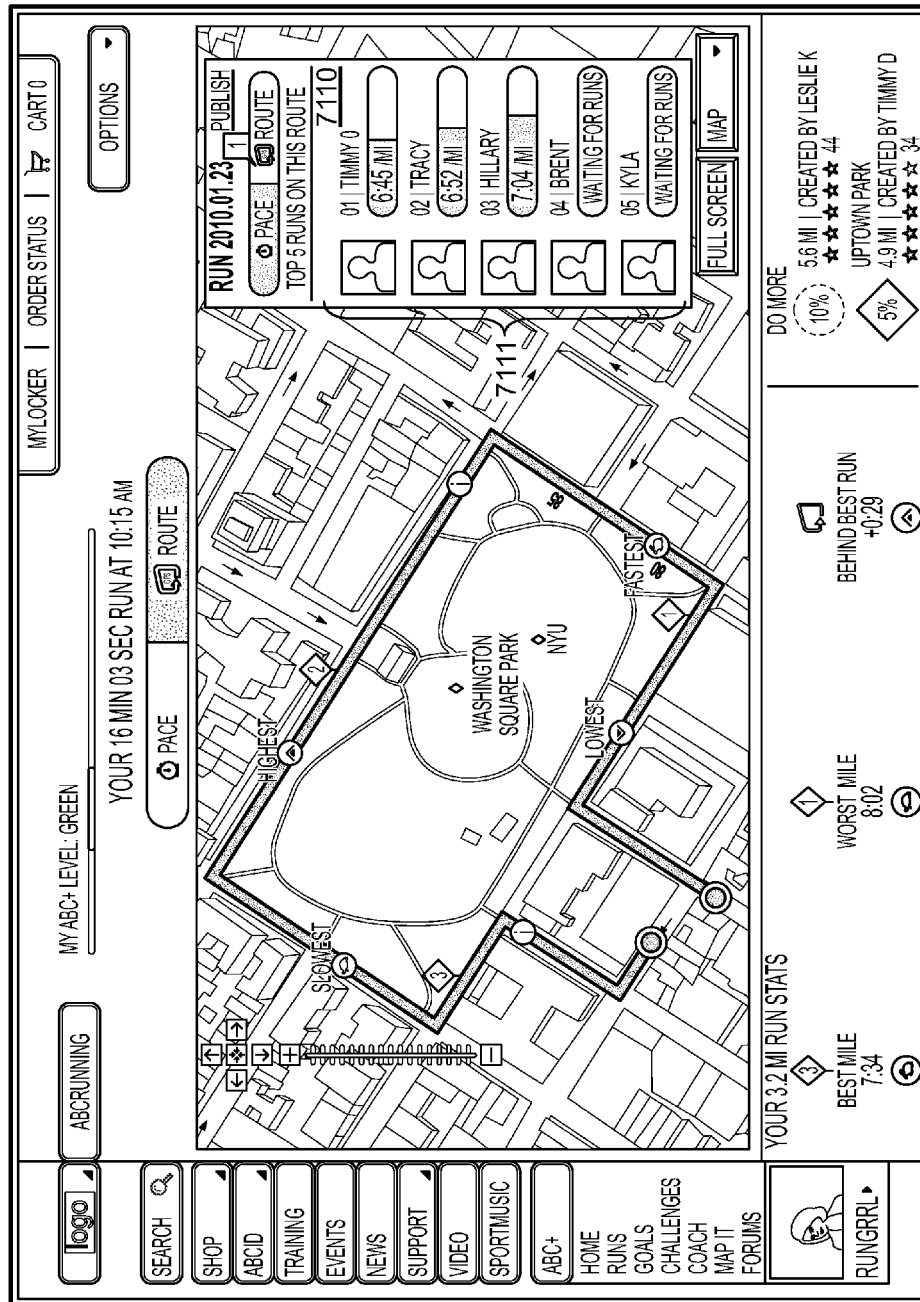 logo
ABCRUNNING
MY ABC+ LEVEL: GREEN
MYLOCKER | ORDER STATUS | CART 0
OPTIONS
SEARCH
SHOP
ABCID
TRAINING
EVENTS
NEWS
SUPPORT
VIDEO
SPORTMUSIC
ABC+
HOME
RUNS
GOALS
CHALLENGES
COACH
MAP IT
FORUMS
RUNGRRL
YOUR 16 MIN 03 SEC RUN AT 10:15 AM
PACE
ROUTE
SLOWEST
HIGHEST
2
i
3
i
WASHINGTON
SQUARE PARK
NYU
LOWEST
FASTEST
1
85
80
RUN 2010.01.23
PUBLISH
1
PACE
ROUTE
TOP 5 RUNS ON THIS ROUTE
7110
7111
01 | TIMMY 0
6:45 /MI
02 | TRACY
6:52 /MI
03 | HILLARY
7:04 /MI
04 BRENT
WAITING FOR RUNS
05 KYLA
WAITING FOR RUNS
FULL SCREEN
MAP
YOUR 3.2 MI RUN STATS
3
BEST MILE
7:34
1
WORST MILE
8:02
BEHIND BEST RUN
+0:29
DO MORE
10%
5.6 MI | CREATED BY LESLIE K
44
5%
UPTOWN PARK
4.9 MI | CREATED BY TIMMY D
34